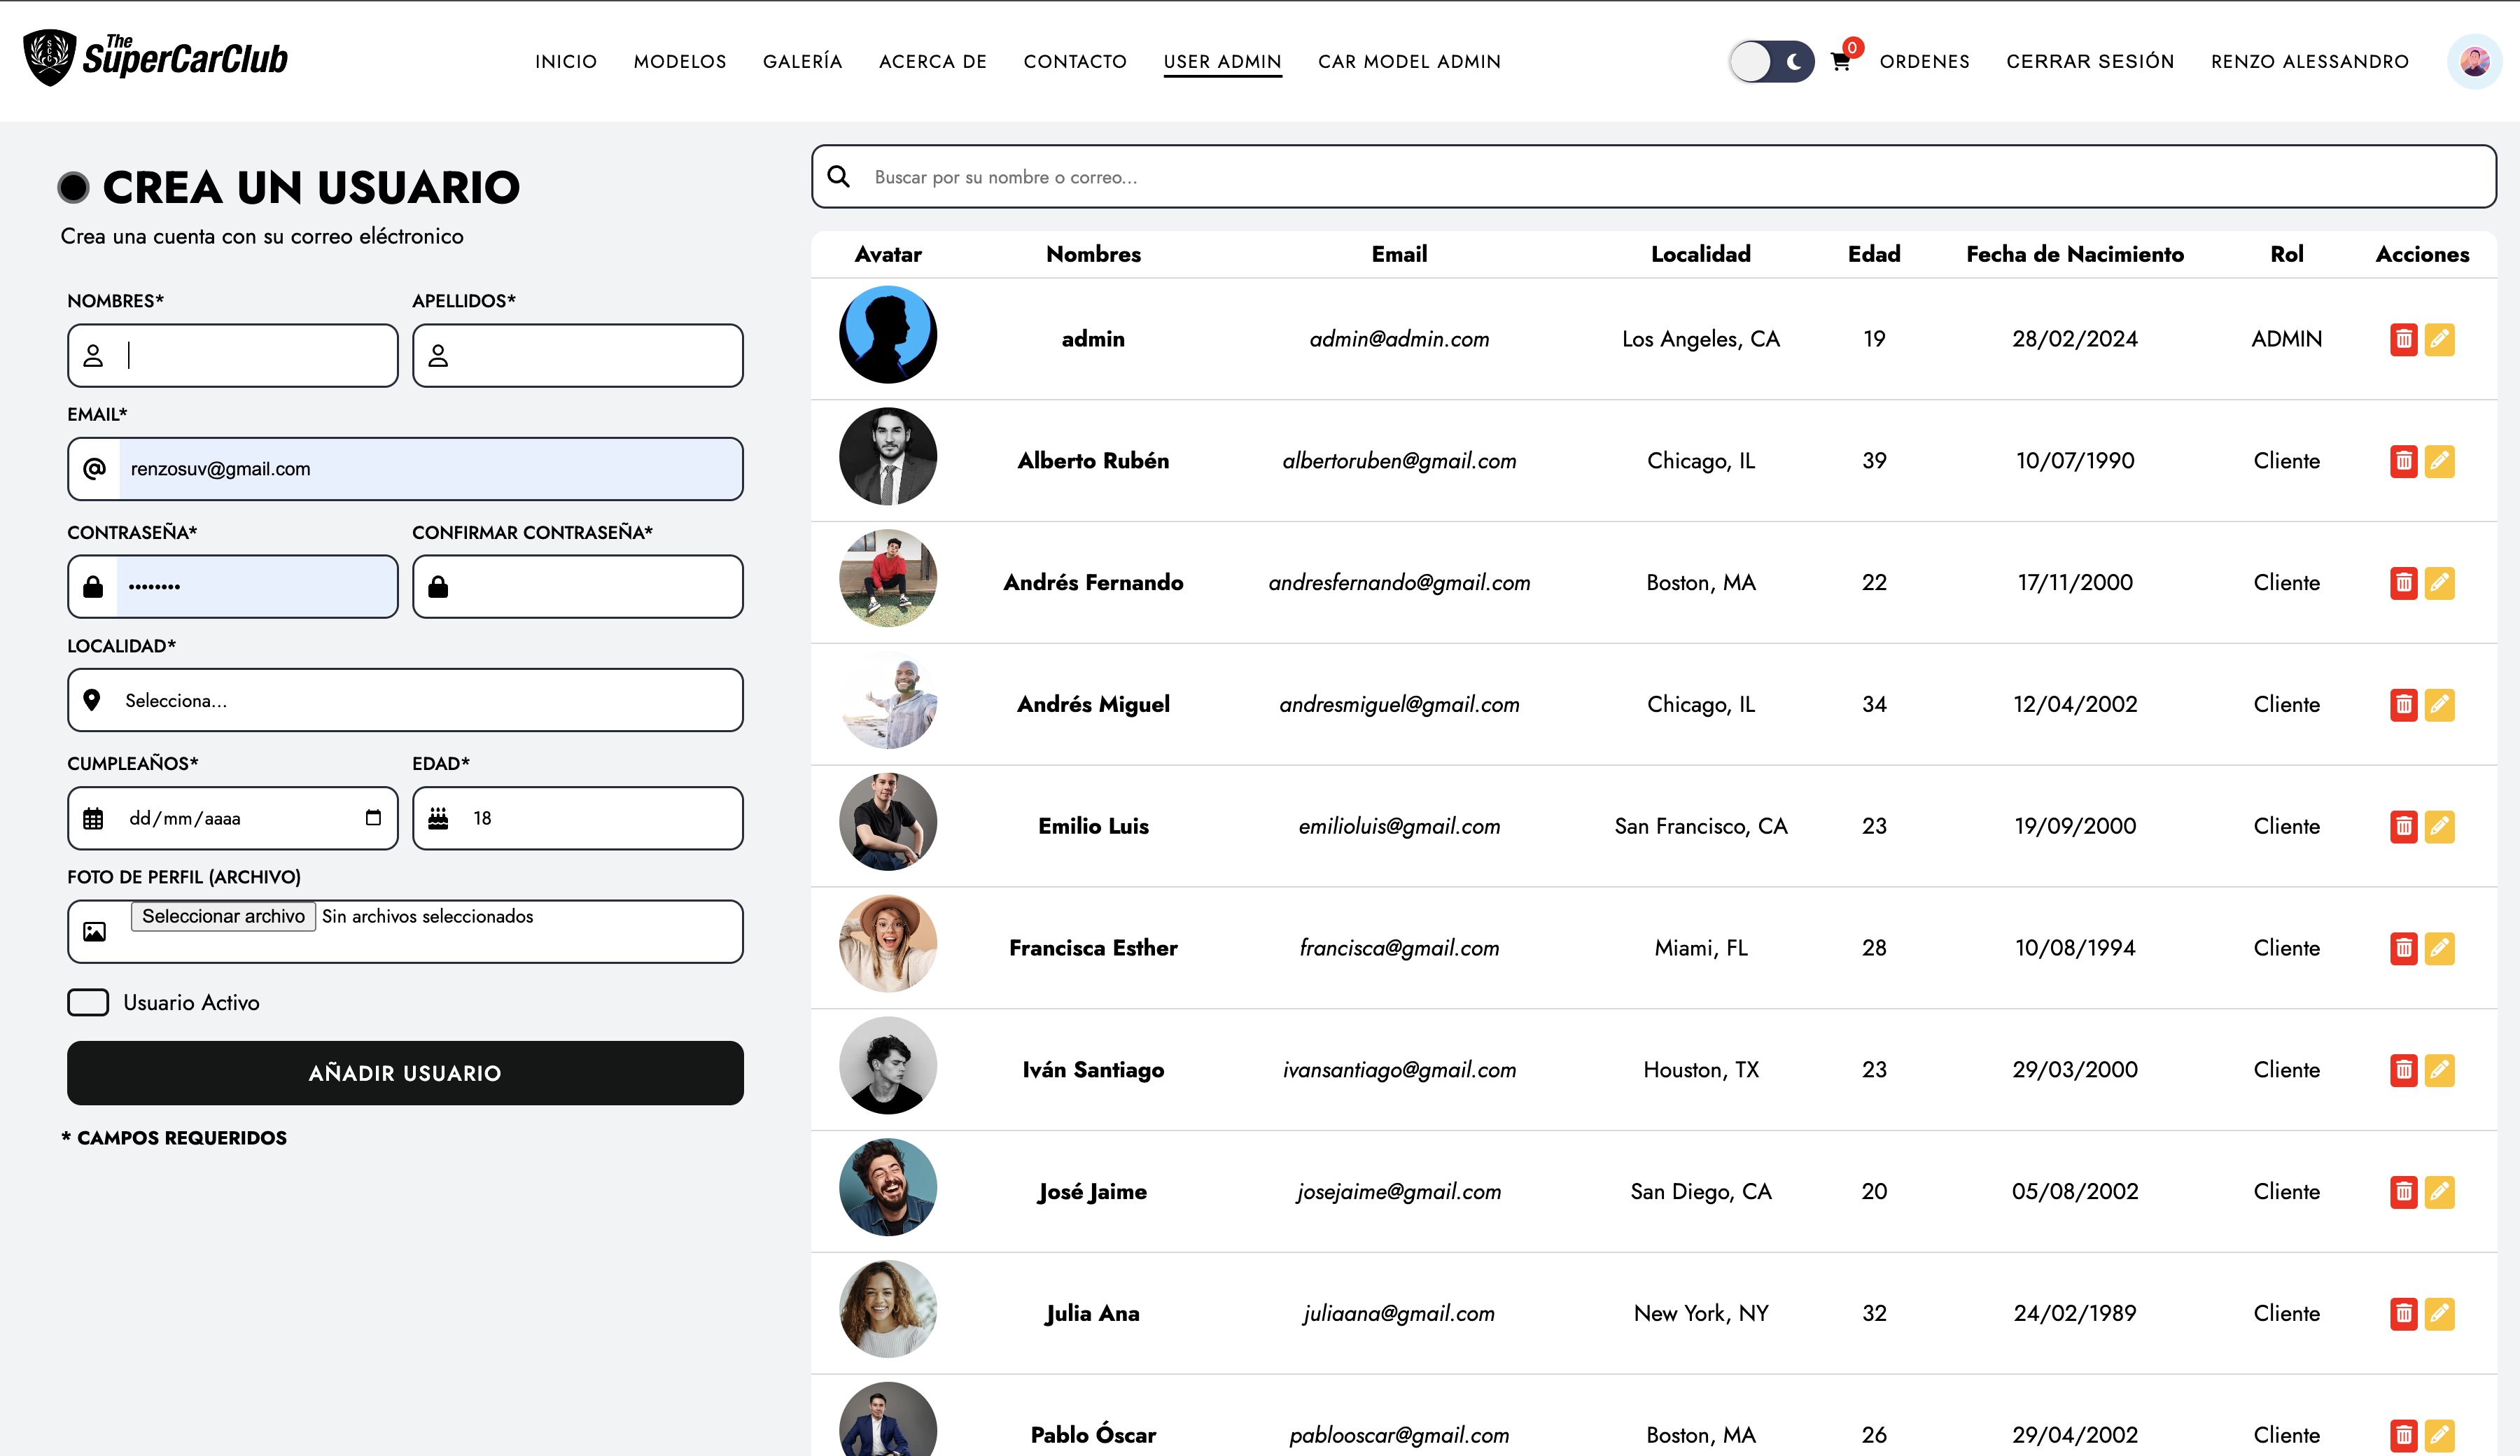 The
SuperCarClub
SCC
INICIO MODELOS GALERÍA ACERCA DE CONTACTO USER ADMIN CAR MODEL ADMIN
0
ORDENES CERRAR SESIÓN RENZO ALESSANDRO
CREA UN USUARIO
Crea una cuenta con su correo eléctronico
NOMBRES* APELLIDOS*
EMAIL*
@ renzosuv@gmail.com
CONTRASEÑA* CONFIRMAR CONTRASEÑA*
••••••••
LOCALIDAD*
Selecciona...
CUMPLEAÑOS* EDAD*
dd/mm/aaaa 18
FOTO DE PERFIL (ARCHIVO)
Seleccionar archivo Sin archivos seleccionados
Usuario Activo
AÑADIR USUARIO
* CAMPOS REQUERIDOS
Buscar por su nombre o correo...
Avatar Nombres Email Localidad Edad Fecha de Nacimiento Rol Acciones
admin admin@admin.com Los Angeles, CA 19 28/02/2024 ADMIN
Alberto Rubén albertoruben@gmail.com Chicago, IL 39 10/07/1990 Cliente
Andrés Fernando andresfernando@gmail.com Boston, MA 22 17/11/2000 Cliente
Andrés Miguel andresmiguel@gmail.com Chicago, IL 34 12/04/2002 Cliente
Emilio Luis emilioluis@gmail.com San Francisco, CA 23 19/09/2000 Cliente
Francisca Esther francisca@gmail.com Miami, FL 28 10/08/1994 Cliente
Iván Santiago ivansantiago@gmail.com Houston, TX 23 29/03/2000 Cliente
José Jaime josejaime@gmail.com San Diego, CA 20 05/08/2002 Cliente
Julia Ana juliaana@gmail.com New York, NY 32 24/02/1989 Cliente
Pablo Óscar pablooscar@gmail.com Boston, MA 26 29/04/2002 Cliente